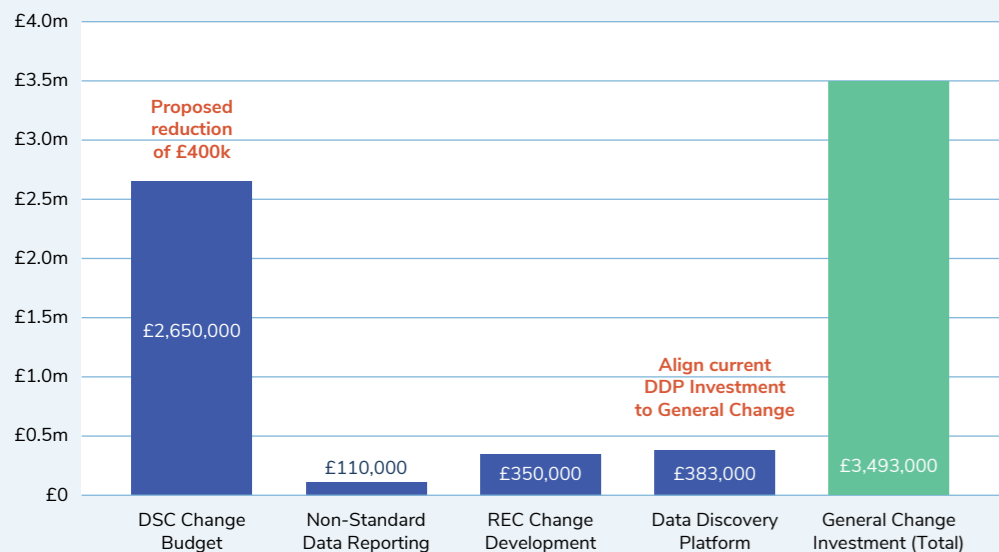 £4.0m
£3.5m
£3.0m
£2.5m
£2.0m
£1.5m
£1.0m
£0.5m
£0
Proposed
reduction
of £400k
£2,650,000
£110,000
£350,000
Align current
DDP Investment
to General Change
£383,000
£3,493,000
DSC Change
Budget
Non-Standard
Data Reporting
REC Change
Development
Data Discovery
Platform
General Change
Investment (Total)